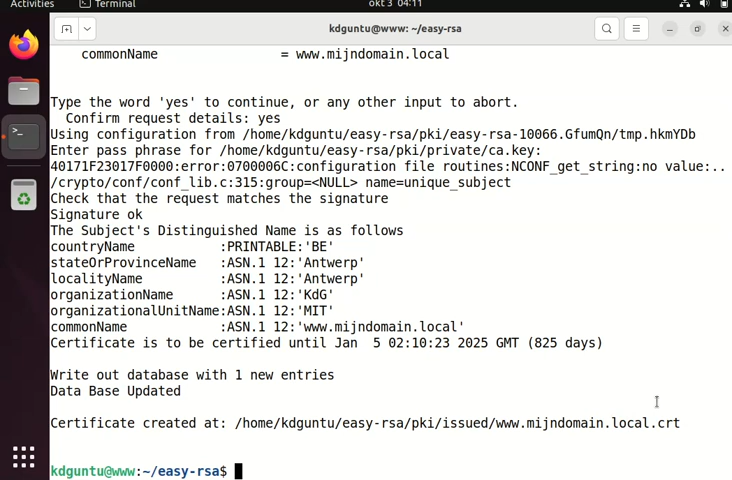 Activities
Terminal
okt 3 04:11
kdguntu@www: ~/easy-rsa
commonName = www.mijndomain.local
Type the word 'yes' to continue, or any other input to abort.
Confirm request details: yes
Using configuration from /home/kdguntu/easy-rsa/pki/easy-rsa-10066.GfumQn/tmp.hkmYDb
Enter pass phrase for /home/kdguntu/easy-rsa/pki/private/ca.key:
40171F23017F0000:error:0700006C:configuration file routines:NCONF_get_string:no value:..
/crypto/conf/conf_lib.c:315:group=<NULL> name=unique_subject
Check that the request matches the signature
Signature ok
The Subject's Distinguished Name is as follows
countryName :PRINTABLE:'BE'
stateOrProvinceName :ASN.1 12:'Antwerp'
localityName :ASN.1 12:'Antwerp'
organizationName :ASN.1 12:'KdG'
organizationalUnitName:ASN.1 12:'MIT'
commonName :ASN.1 12:'www.mijndomain.local'
Certificate is to be certified until Jan  5 02:10:23 2025 GMT (825 days)
Write out database with 1 new entries
Data Base Updated
Certificate created at: /home/kdguntu/easy-rsa/pki/issued/www.mijndomain.local.crt
kdguntu@www:~/easy-rsa$